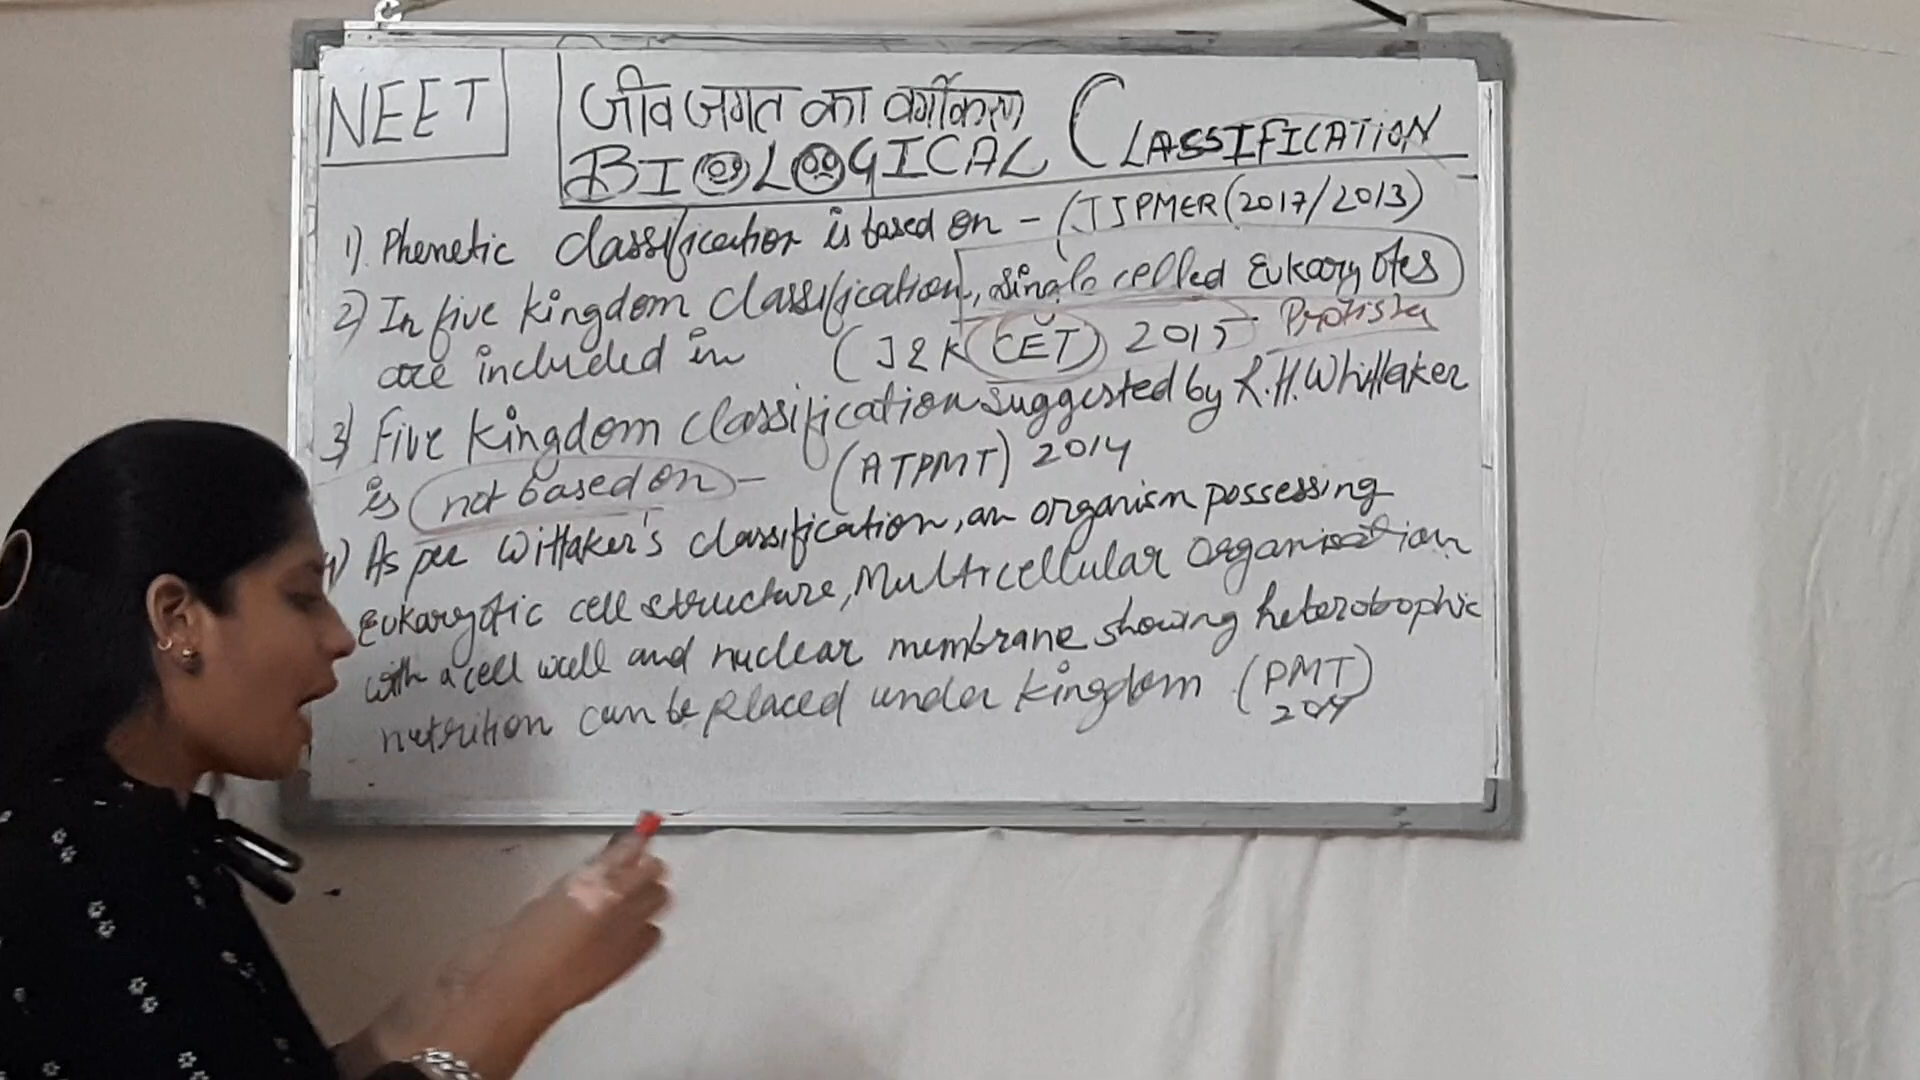 NEET
जीव जगत का वर्गीकरण
BIOLOGICAL CLASSIFICATION
1) Phenetic classification is based on - (JIPMER (2017/2013)
2) In five kingdom classification, single celled Eukaryotes
are included in (J & K CET) 2015 Protista
3) Five kingdom classification suggested by R.H. Whittaker
is not based on - (ATPMT) 2014
4) As per Wittaker's classification, an organism possessing
Eukaryotic cell structure, Multicellular organisation
with a cell wall and nuclear membrane showing heterotrophic
nutrition can be placed under kingdom (PMT)